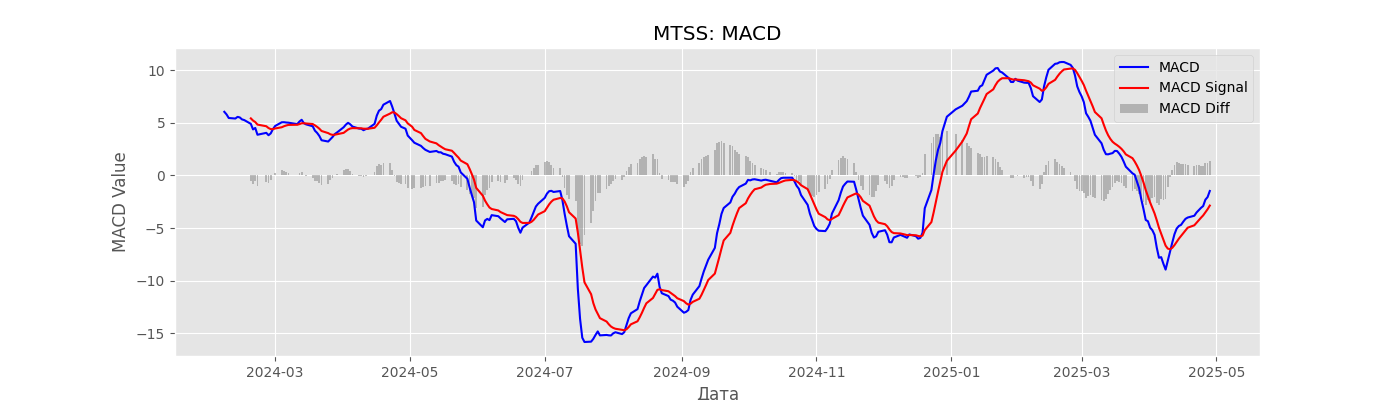 MTSS: MACD
MACD Value
10
5
0
−5
−10
−15
MACD
MACD Signal
MACD Diff
2024-03
2024-05
2024-07
2024-09
2024-11
2025-01
2025-03
2025-05
Дата